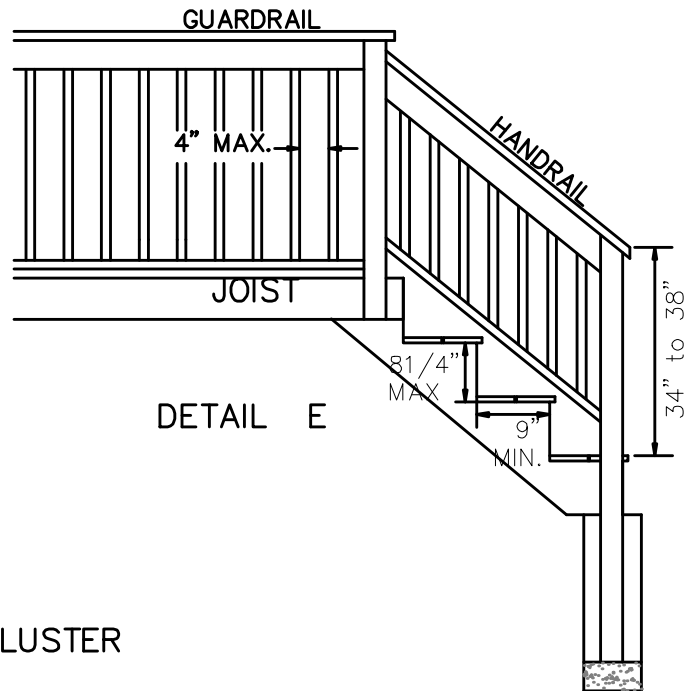 GUARDRAIL
HANDRAIL
4" MAX.
JOIST
34" to 38"
81/4"
MAX
9"
MIN.
DETAIL E
LUSTER